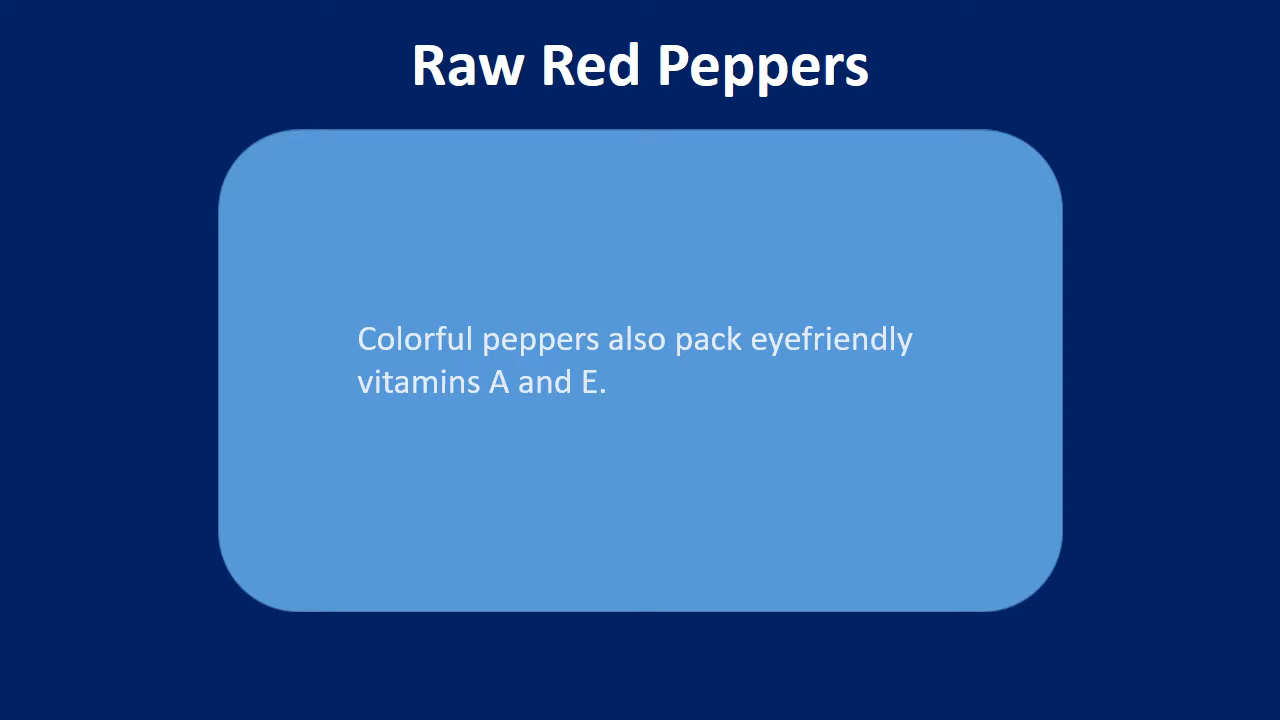 Raw Red Peppers
Colorful peppers also pack eyefriendly
vitamins A and E.